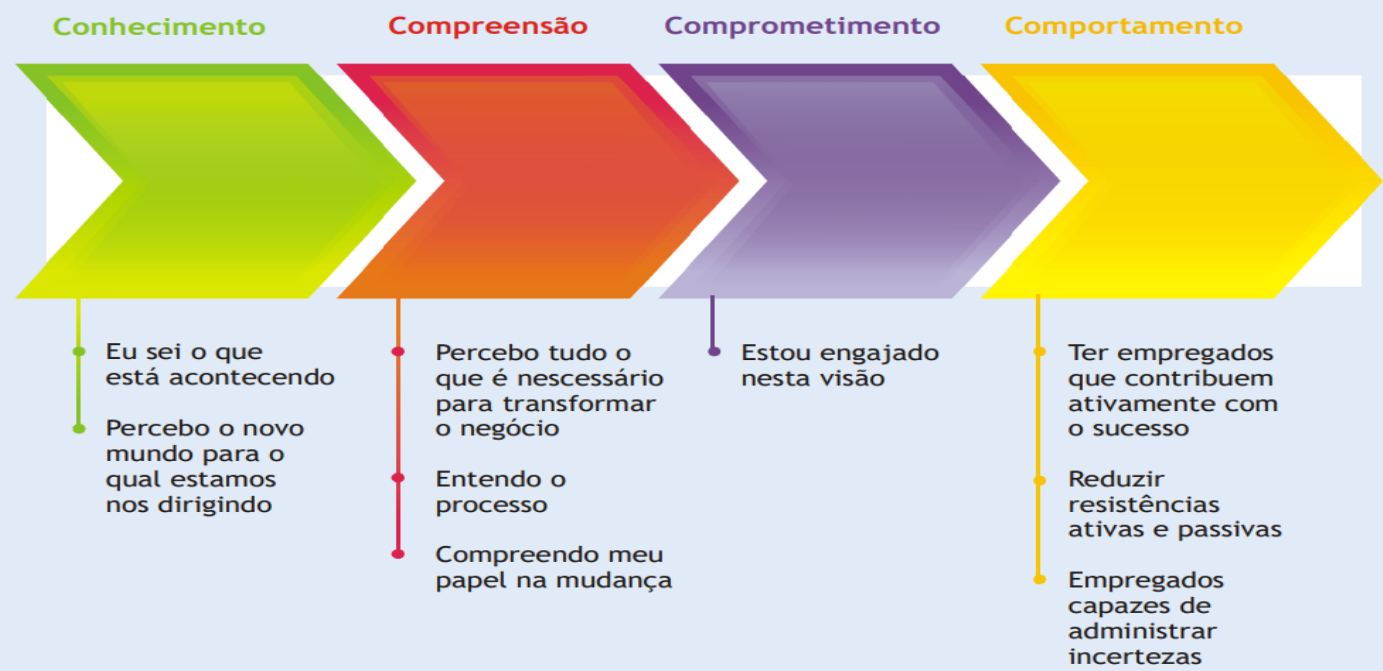 Conhecimento
Eu sei o que
está acontecendo
Percebo o novo
mundo para o
qual estamos
nos dirigindo
Compreensão
Percebo tudo o
que é nescessário
para transformar
o negócio
Entendo o
processo
Compreendo meu
papel na mudança
Comprometimento
Estou engajado
nesta visão
Comportamento
Ter empregados
que contribuem
ativamente com
o sucesso
Reduzir
resistências
ativas e passivas
Empregados
capazes de
administrar
incertezas